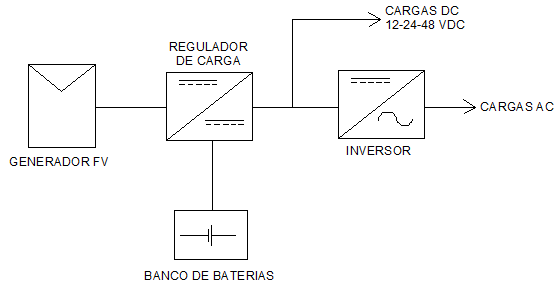 CARGAS DC
12-24-48 VDC
REGULADOR
DE CARGA
CARGAS AC
GENERADOR FV
INVERSOR
BANCO DE BATERIAS